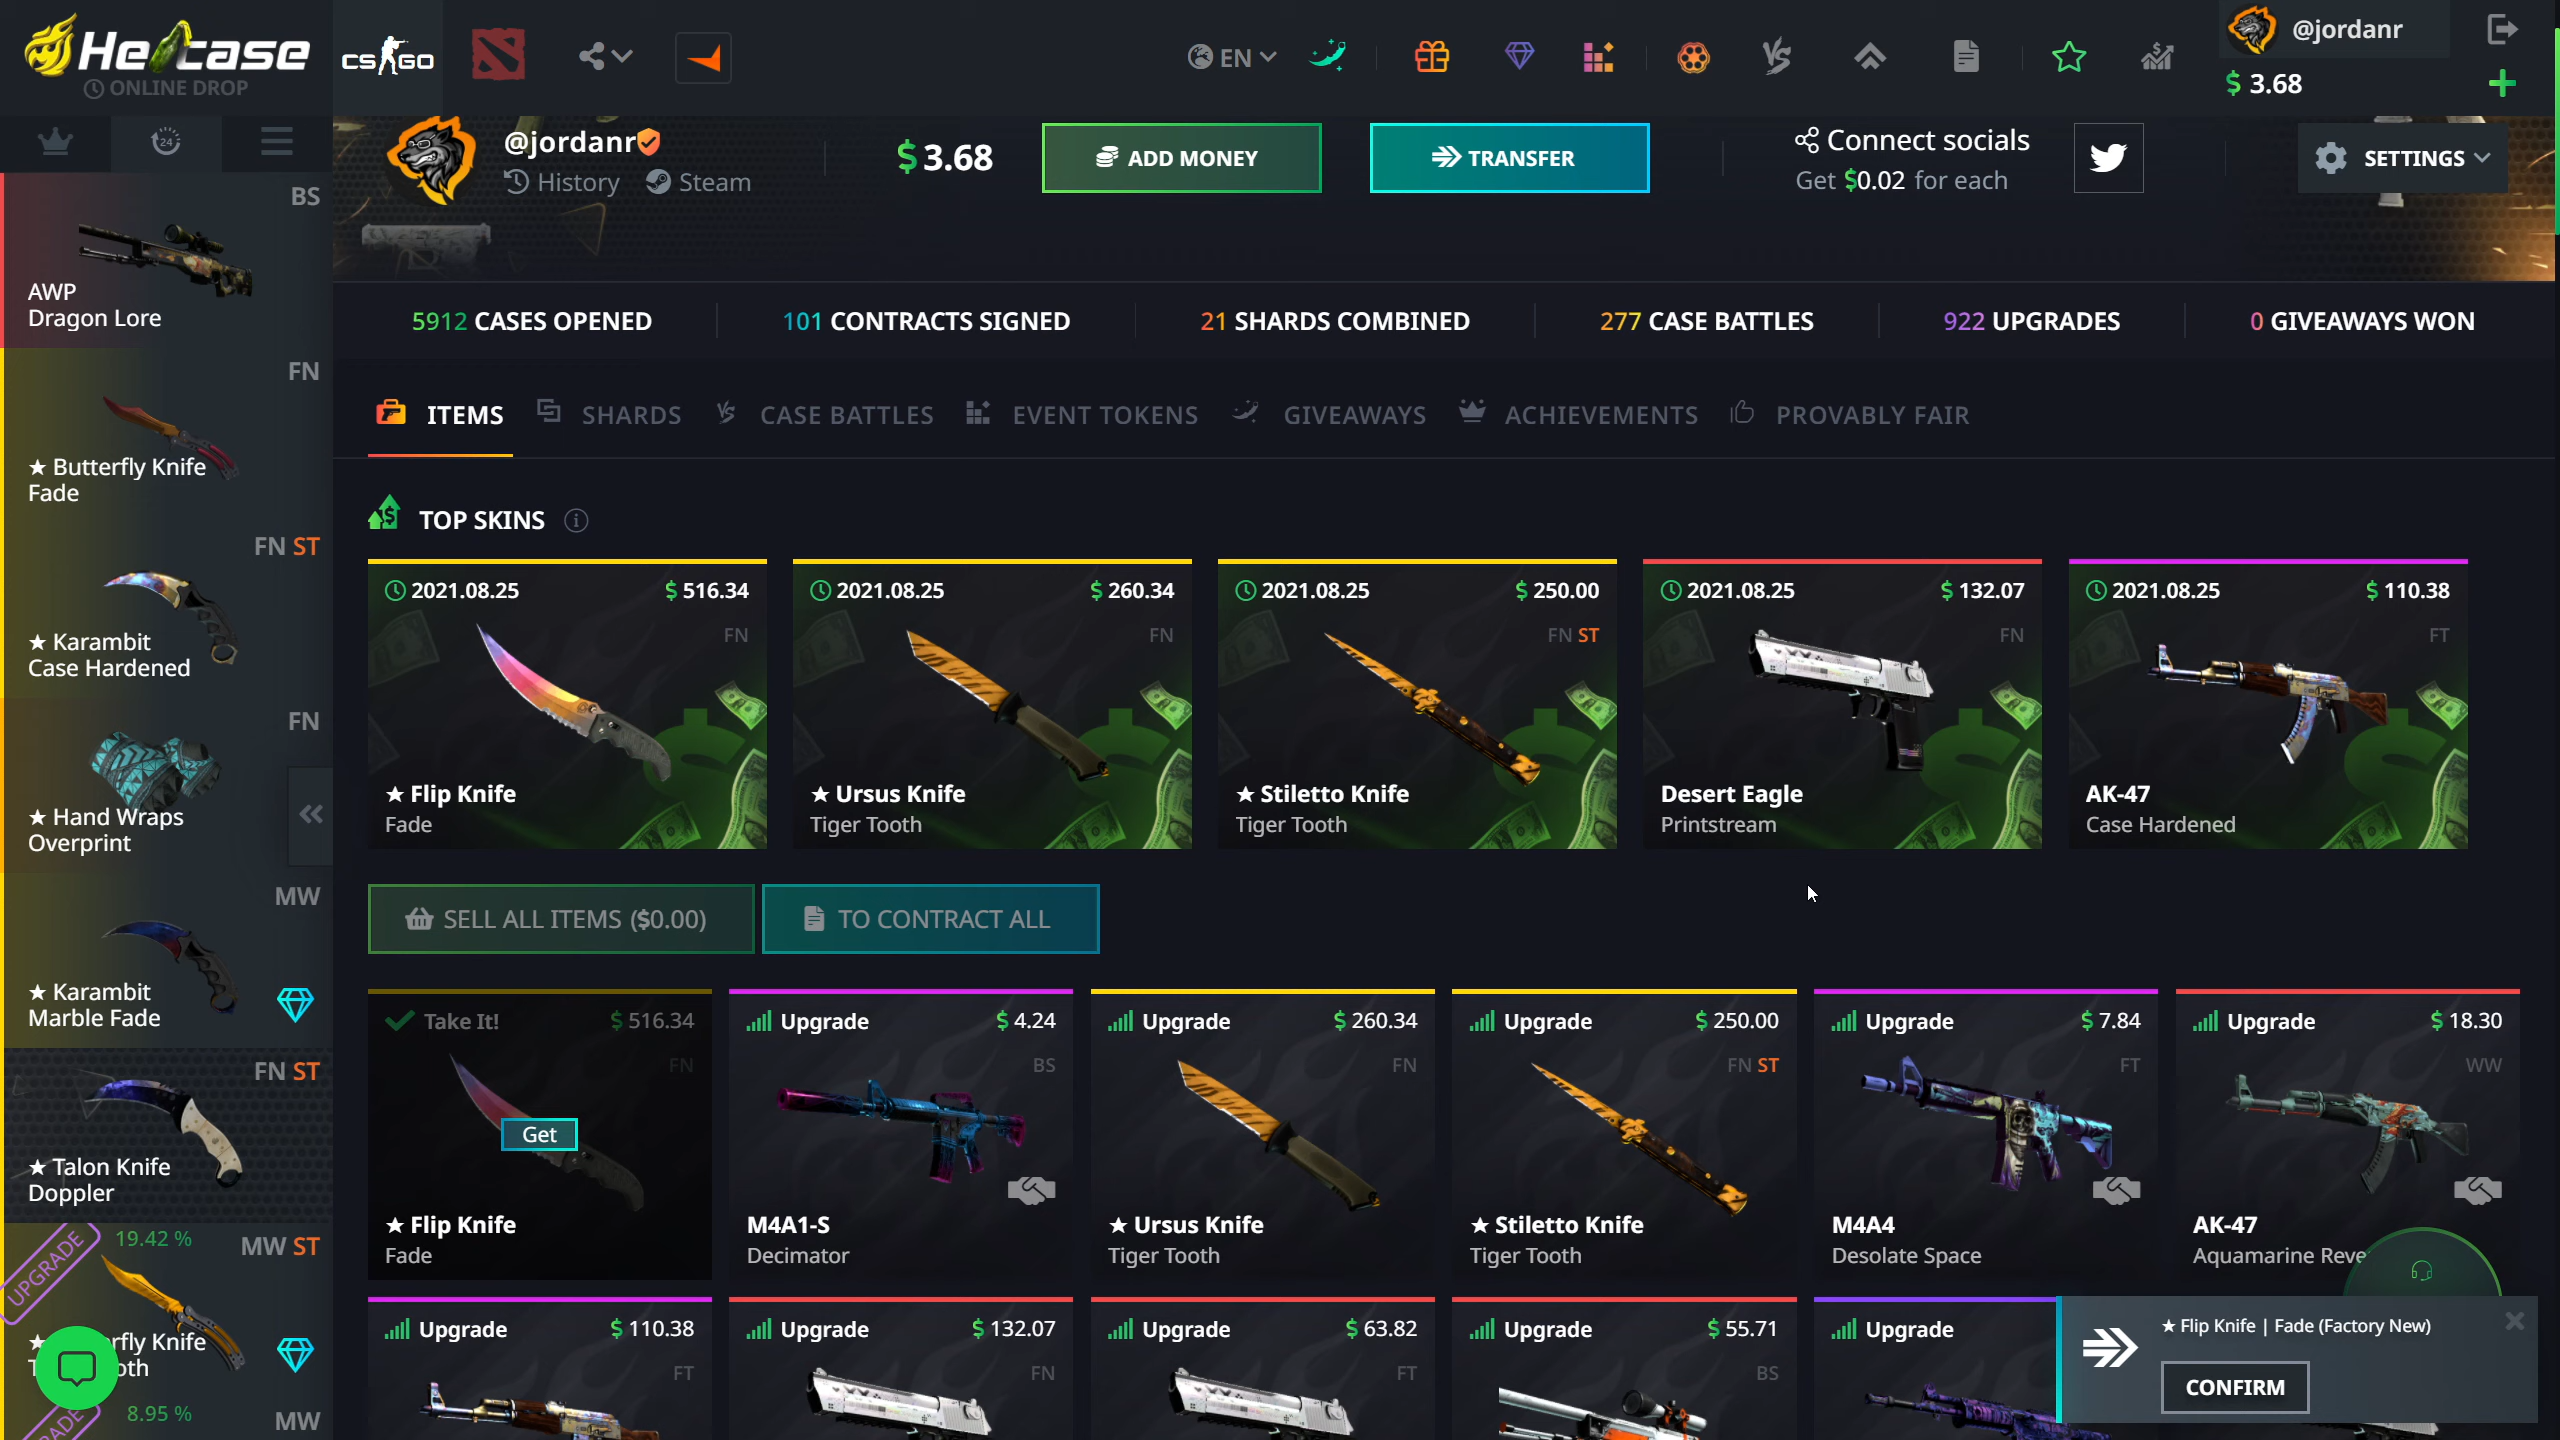 Hellcase
ONLINE DROP
CS GO
EN
@jordanr
$ 3.68
24
@jordanr
History
Steam
$ 3.68
ADD MONEY
TRANSFER
Connect socials
Get $0.02 for each
SETTINGS
5912 CASES OPENED
101 CONTRACTS SIGNED
21 SHARDS COMBINED
277 CASE BATTLES
922 UPGRADES
0 GIVEAWAYS WON
ITEMS
SHARDS
CASE BATTLES
EVENT TOKENS
GIVEAWAYS
ACHIEVEMENTS
PROVABLY FAIR
BS
AWP
Dragon Lore
FN
★ Butterfly Knife
Fade
FN ST
★ Karambit
Case Hardened
FN
★ Hand Wraps
Overprint
MW
★ Karambit
Marble Fade
FN ST
★ Talon Knife
Doppler
UPGRADE
19.42 %
MW ST
★
rfly Knife
T
oth
8.95 %
MW
TOP SKINS
2021.08.25
$ 516.34
FN
★ Flip Knife
Fade
2021.08.25
$ 260.34
FN
★ Ursus Knife
Tiger Tooth
2021.08.25
$ 250.00
FN ST
★ Stiletto Knife
Tiger Tooth
2021.08.25
$ 132.07
FN
Desert Eagle
Printstream
2021.08.25
$ 110.38
FT
AK-47
Case Hardened
SELL ALL ITEMS ($0.00)
TO CONTRACT ALL
Take It!
$ 516.34
FN
Get
★ Flip Knife
Fade
Upgrade
$ 4.24
BS
M4A1-S
Decimator
Upgrade
$ 260.34
FN
★ Ursus Knife
Tiger Tooth
Upgrade
$ 250.00
FN ST
★ Stiletto Knife
Tiger Tooth
Upgrade
$ 7.84
FT
M4A4
Desolate Space
Upgrade
$ 18.30
WW
AK-47
Aquamarine Reve
Upgrade
$ 110.38
FT
Upgrade
$ 132.07
FN
Upgrade
$ 63.82
FT
Upgrade
$ 55.71
BS
Upgrade
★ Flip Knife | Fade (Factory New)
CONFIRM